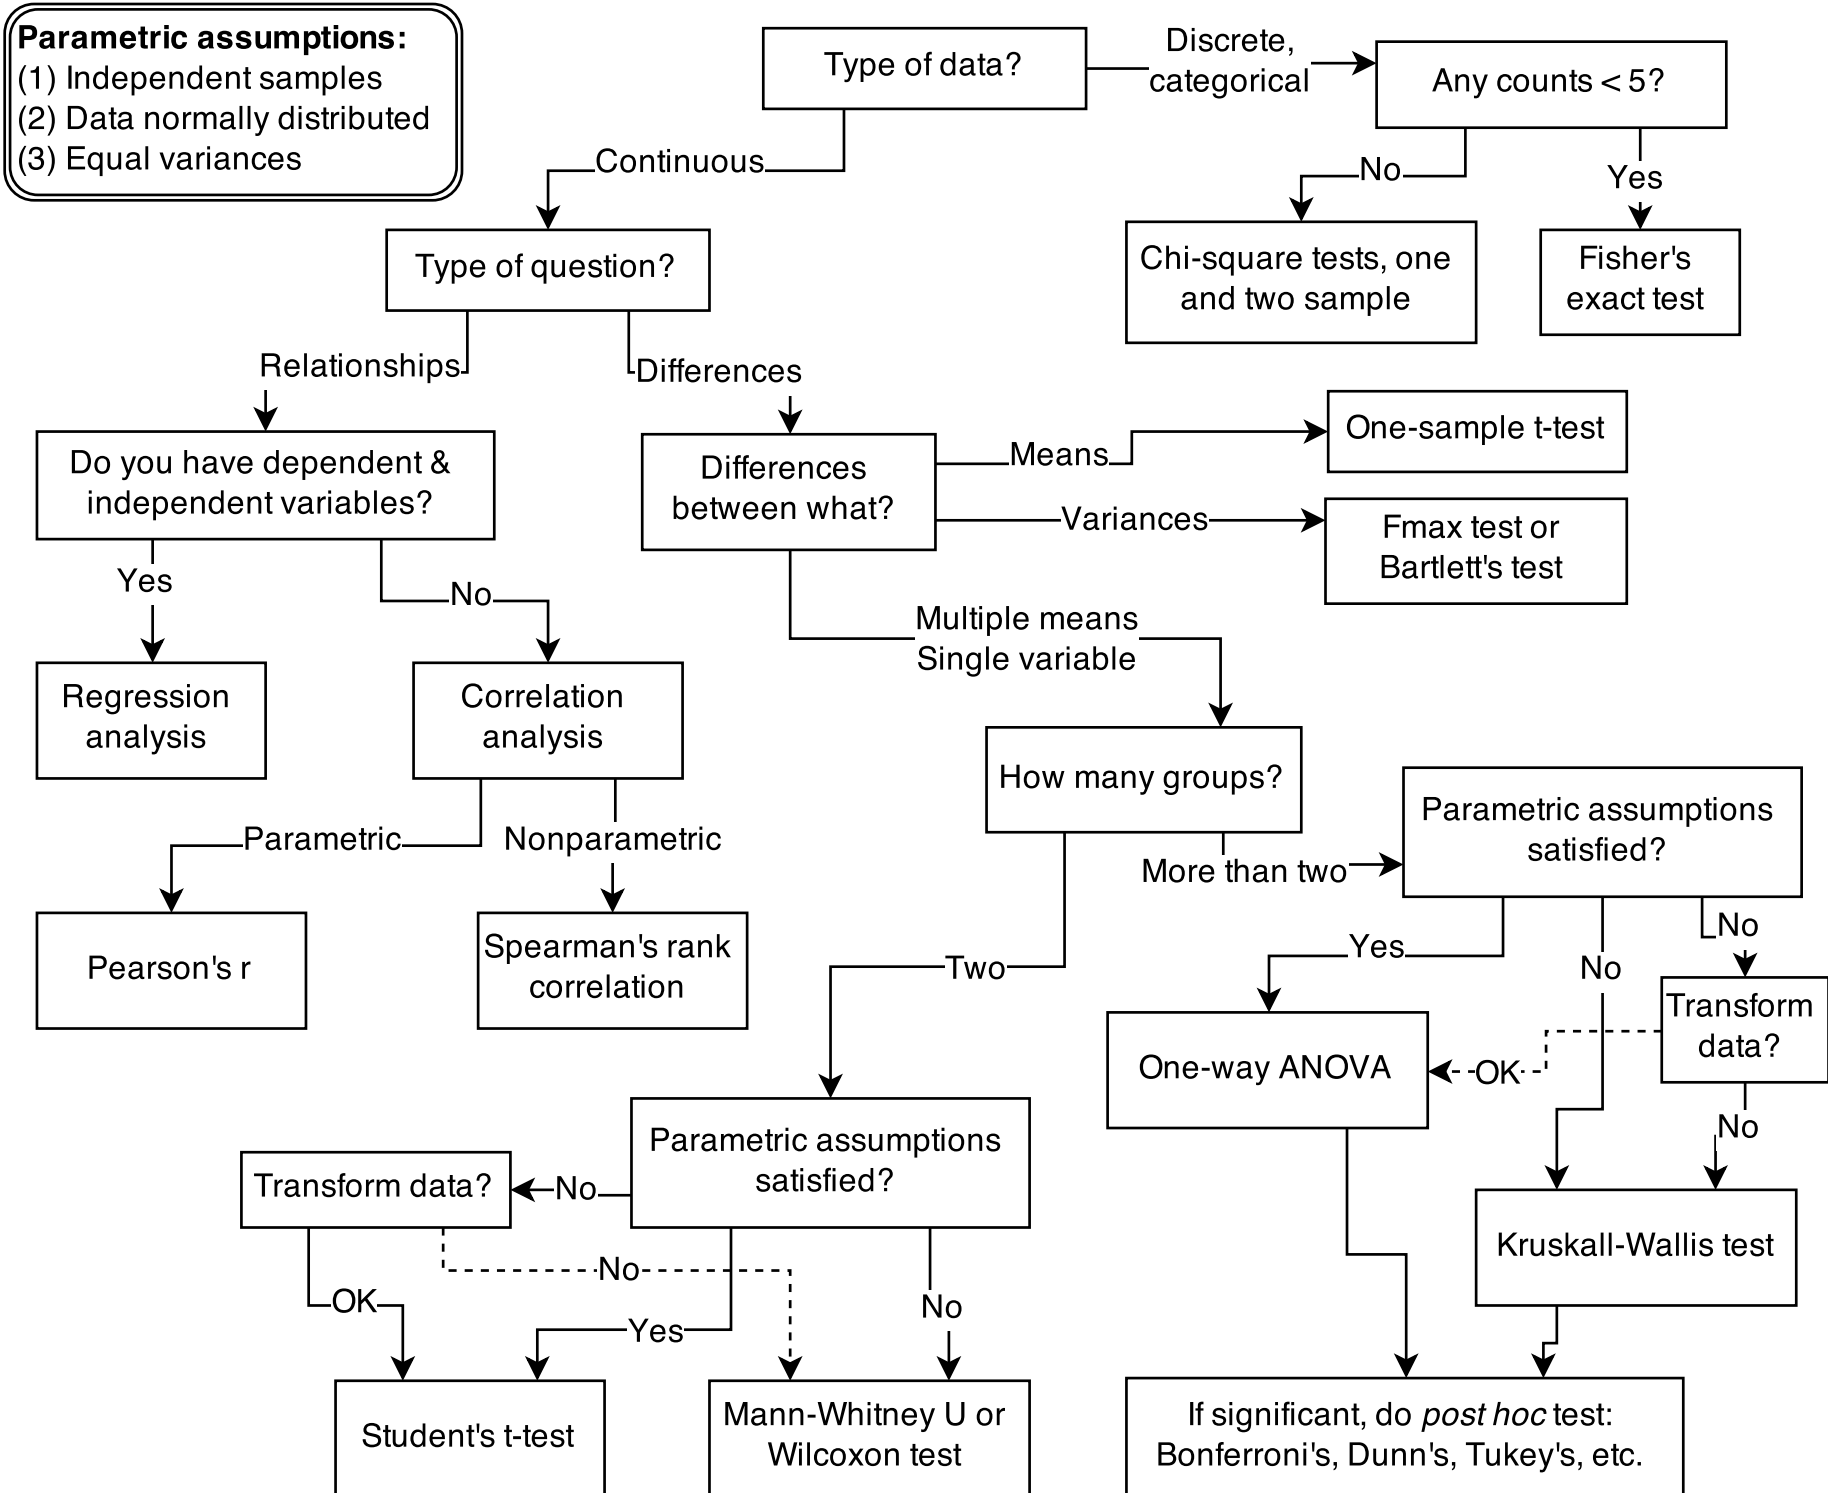 Parametric assumptions:
(1) Independent samples
(2) Data normally distributed
(3) Equal variances
Type of data?
Discrete,
categorical
Any counts < 5?
Continuous
No
Yes
Type of question?
Chi-square tests, one
and two sample
Fisher's
exact test
Relationships
Differences
Do you have dependent &
independent variables?
Differences
between what?
Means
One-sample t-test
Variances
Fmax test or
Bartlett's test
Yes
No
Multiple means
Single variable
Regression
analysis
Correlation
analysis
How many groups?
Parametric assumptions
satisfied?
Parametric
Nonparametric
More than two
Pearson's r
Spearman's rank
correlation
Two
Yes
No
No
Transform
data?
One-way ANOVA
OK
No
Parametric assumptions
satisfied?
Transform data?
No
Kruskall-Wallis test
No
OK
Yes
No
Student's t-test
Mann-Whitney U or
Wilcoxon test
If significant, do post hoc test:
Bonferroni's, Dunn's, Tukey's, etc.